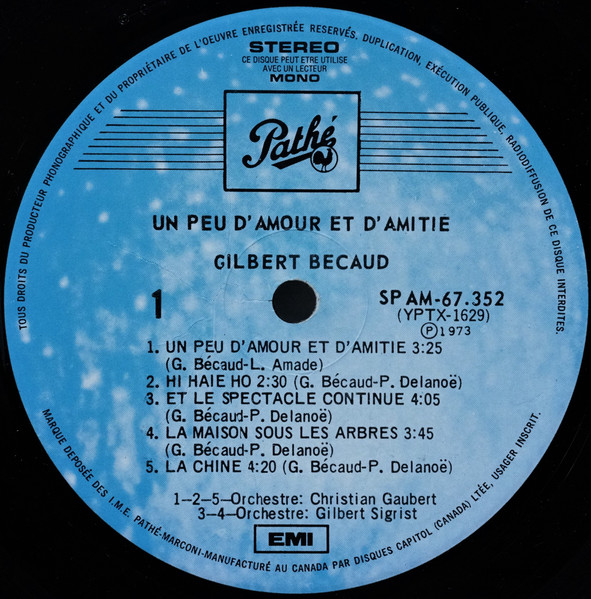 TOUS DROITS DU PRODUCTEUR PHONOGRAPHIQUE ET DU PROPRIÉTAIRE DE L'OEUVRE ENREGISTRÉE RESERVÉS. DUPLICATION, EXÉCUTION PUBLIQUE, RADIODIFFUSION DE CE DISQUE INTERDITES.
STEREO
CE DISQUE PEUT ETRE UTILISE
AVEC UN LECTEUR
MONO
Pathé
UN PEU D'AMOUR ET D'AMITIE
GILBERT BECAUD
1
SPAM-67.352
(YPTX-1629)
Ⓟ1973
1. UN PEU D'AMOUR ET D'AMITIE 3:25
(G. Bécaud-L. Amade)
2. HI HAIE HO 2:30 (G. Bécaud-P. Delanoë)
3. ET LE SPECTACLE CONTINUE 4:05
(G. Bécaud-P. Delanoë)
4. LA MAISON SOUS LES ARBRES 3:45
(G. Bécaud-P. Delanoë)
5. LA CHINE 4:20 (G. Bécaud-P. Delanoë)
1-2-5-Orchestre: Christian Gaubert
3-4-Orchestre: Gilbert Sigrist
EMI
MARQUE DEPOSÉE DES I.M.E. PATHÉ-MARCONI-MANUFACTURÉ AU CANADA PAR DISQUES CAPITOL (CANADA) LTÉE, USAGER INSCRIT.